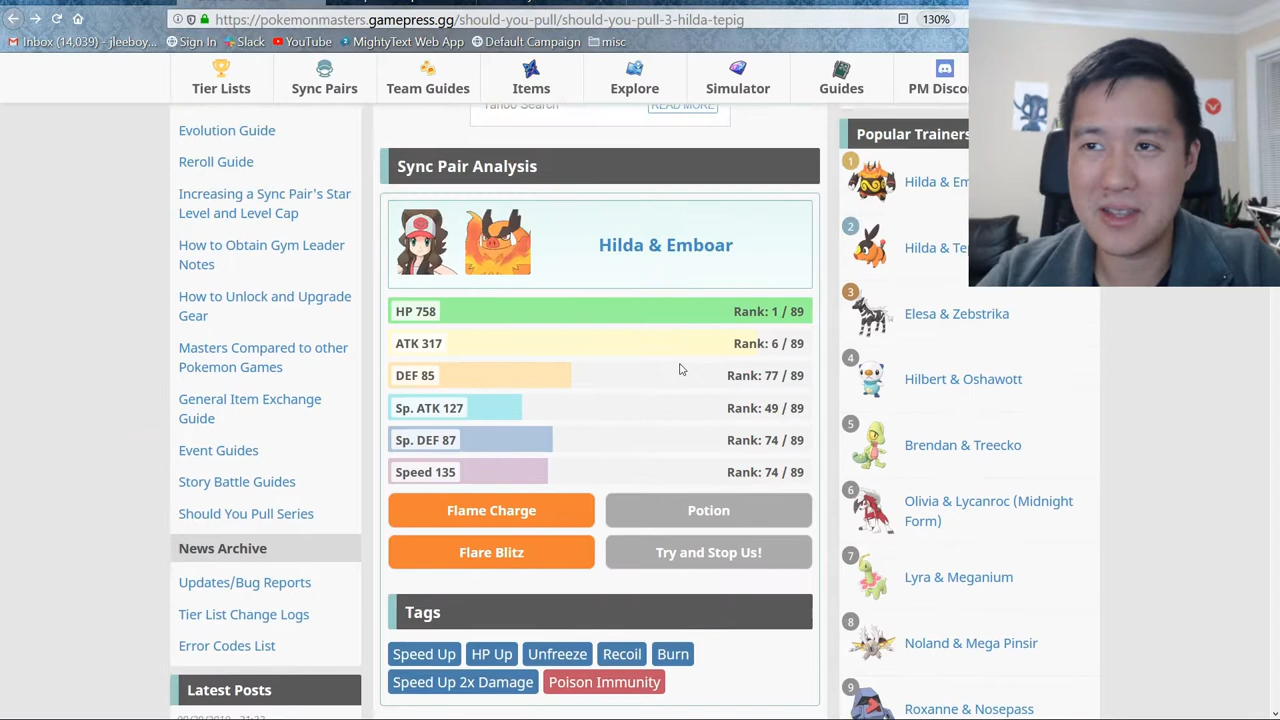 https://pokemonmasters.gamepress.gg/should-you-pull/should-you-pull-3-hilda-tepig
130%
Inbox (14,039) - jleeboy...
Sign In
Slack
YouTube
MightyText Web App
Default Campaign
misc
Tier Lists
Sync Pairs
Team Guides
Items
Explore
Simulator
Guides
PM Disco
Yahoo Search
READ MORE
Evolution Guide
Reroll Guide
Increasing a Sync Pair's Star
Level and Level Cap
How to Obtain Gym Leader
Notes
How to Unlock and Upgrade
Gear
Masters Compared to other
Pokemon Games
General Item Exchange
Guide
Event Guides
Story Battle Guides
Should You Pull Series
News Archive
Updates/Bug Reports
Tier List Change Logs
Error Codes List
Latest Posts
Sync Pair Analysis
Hilda & Emboar
HP 758
Rank: 1 / 89
ATK 317
Rank: 6 / 89
DEF 85
Rank: 77 / 89
Sp. ATK 127
Rank: 49 / 89
Sp. DEF 87
Rank: 74 / 89
Speed 135
Rank: 74 / 89
Flame Charge
Potion
Flare Blitz
Try and Stop Us!
Tags
Speed Up
HP Up
Unfreeze
Recoil
Burn
Speed Up 2x Damage
Poison Immunity
Popular Trainers
1
Hilda & Em
2
Hilda & Te
3
Elesa & Zebstrika
4
Hilbert & Oshawott
5
Brendan & Treecko
6
Olivia & Lycanroc (Midnight
Form)
7
Lyra & Meganium
8
Noland & Mega Pinsir
9
Roxanne & Nosepass